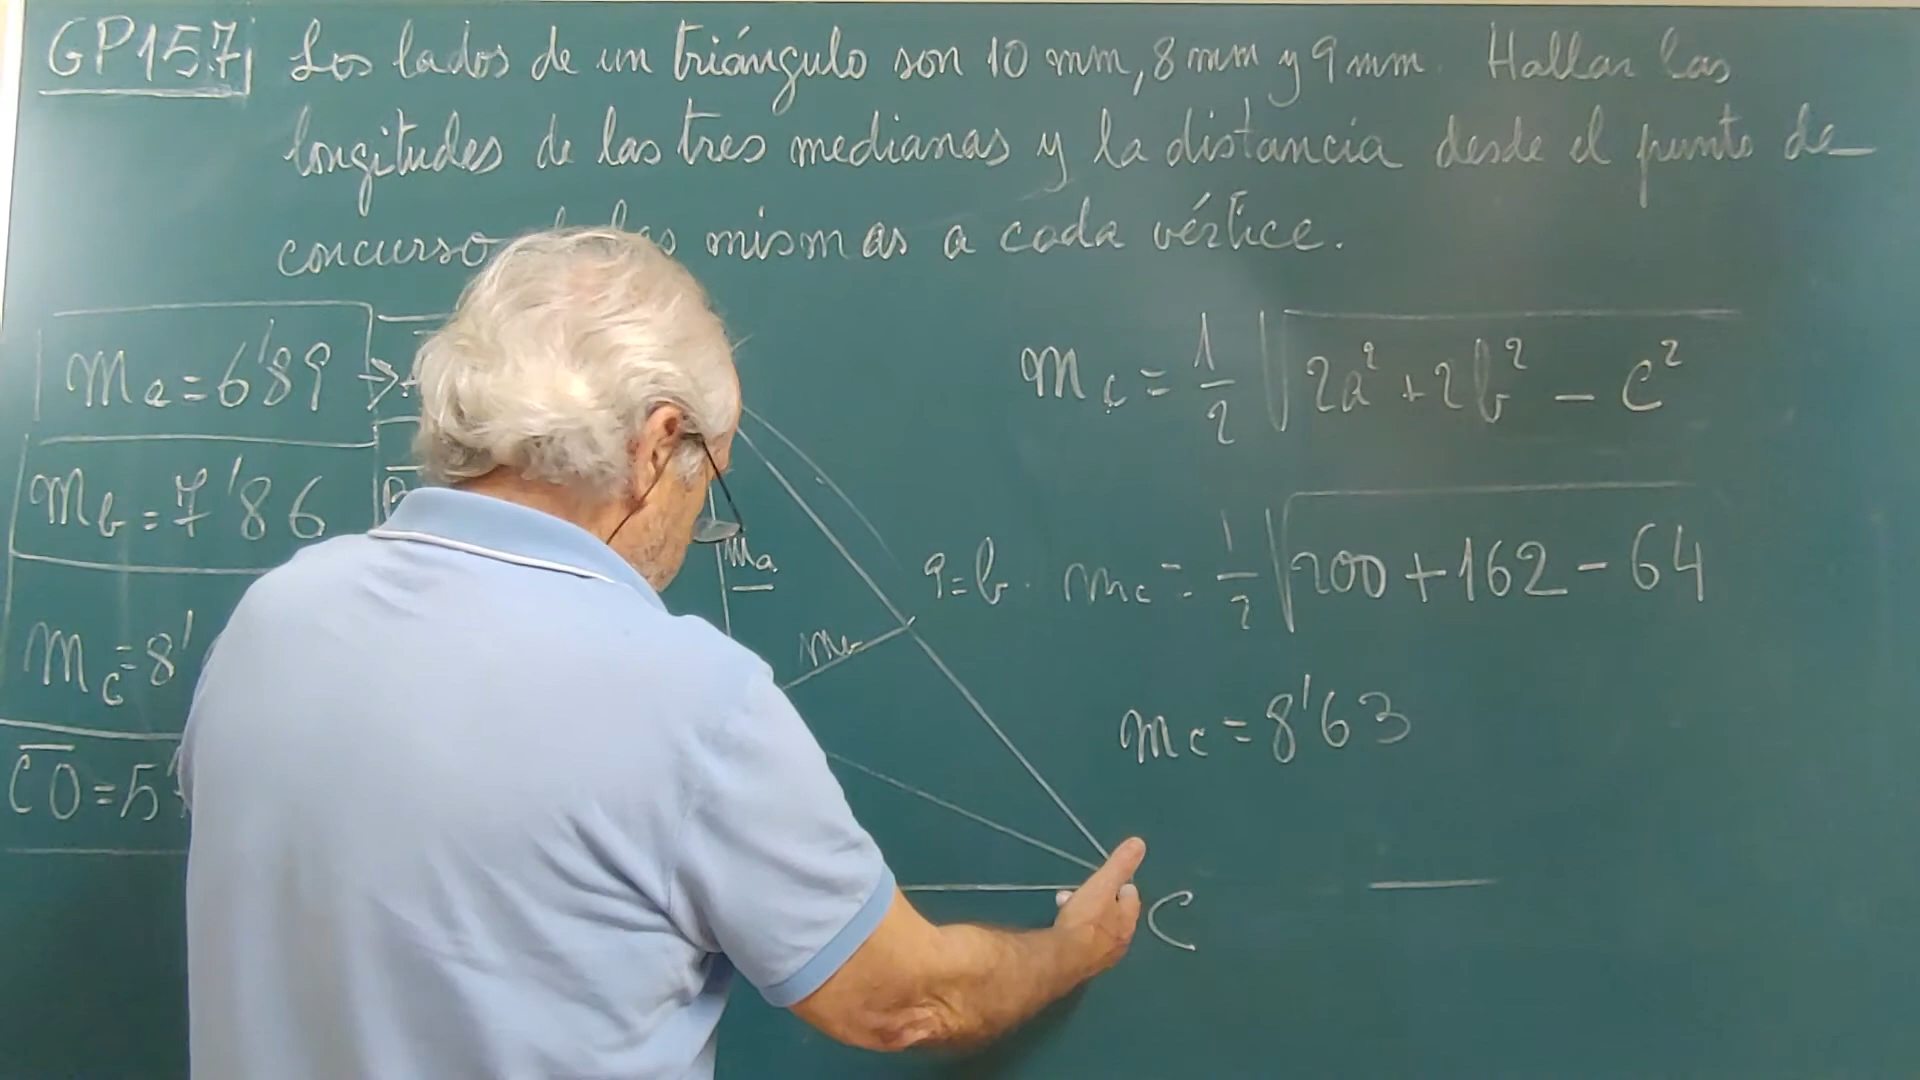 GP157 Los lados de un triángulo son 10 mm, 8 mm y 9 mm. Hallar las
longitudes de las tres medianas y la distancia desde el punto de
concurso las mismas a cada vértice.
ma = 6'89 →
mb = 7'86
mc = 8'
CO = 5'
ma
mb
9 = b
C
mc = 1/2 √(2a² + 2b² - c²)
mc = 1/2 √(200 + 162 - 64)
mc = 8'63